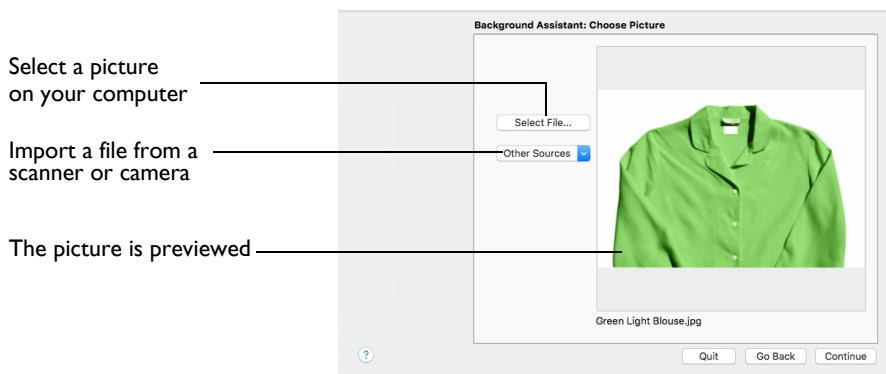 Background Assistant: Choose Picture
Select a picture
on your computer
Select File...
Import a file from a
scanner or camera
Other Sources
The picture is previewed
Green Light Blouse.jpg
?
Quit
Go Back
Continue